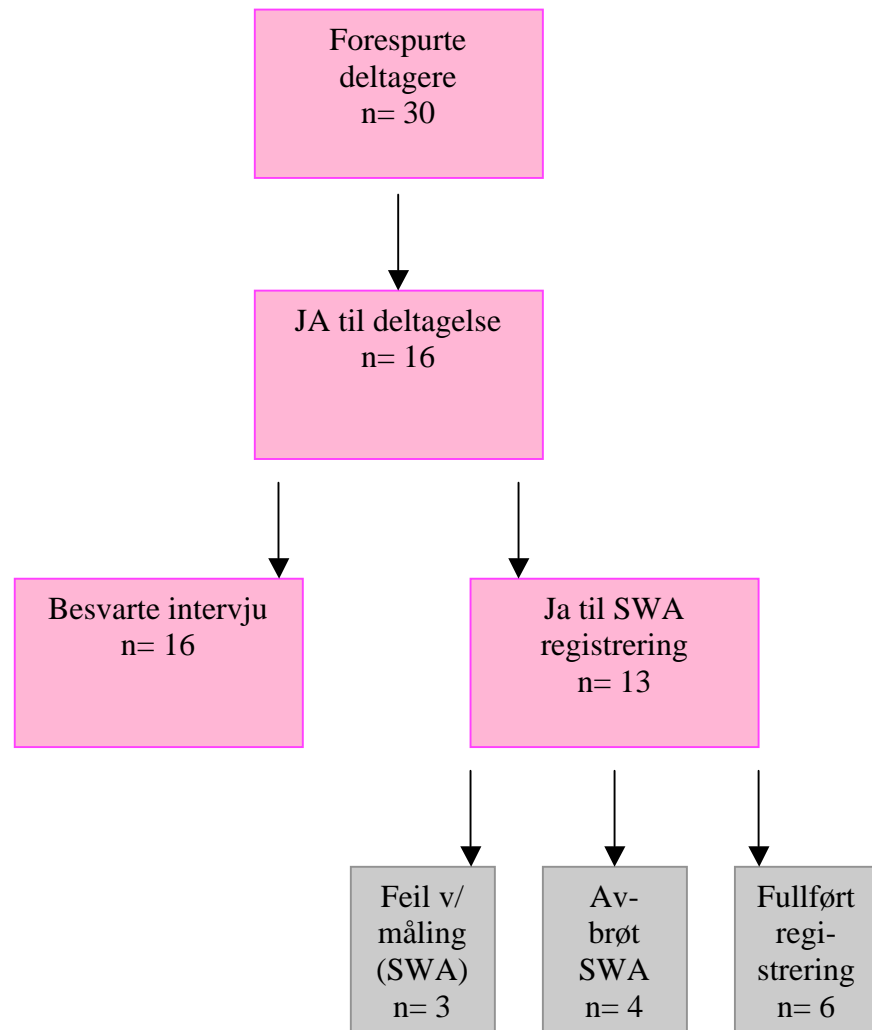 Forespurte
deltagere
n= 30
JA til deltagelse
n= 16
Besvarte intervju
n= 16
Ja til SWA
registrering
n= 13
Feil v/
måling
(SWA)
n= 3
Av-
brøt
SWA
n= 4
Fullført
regi-
strering
n= 6